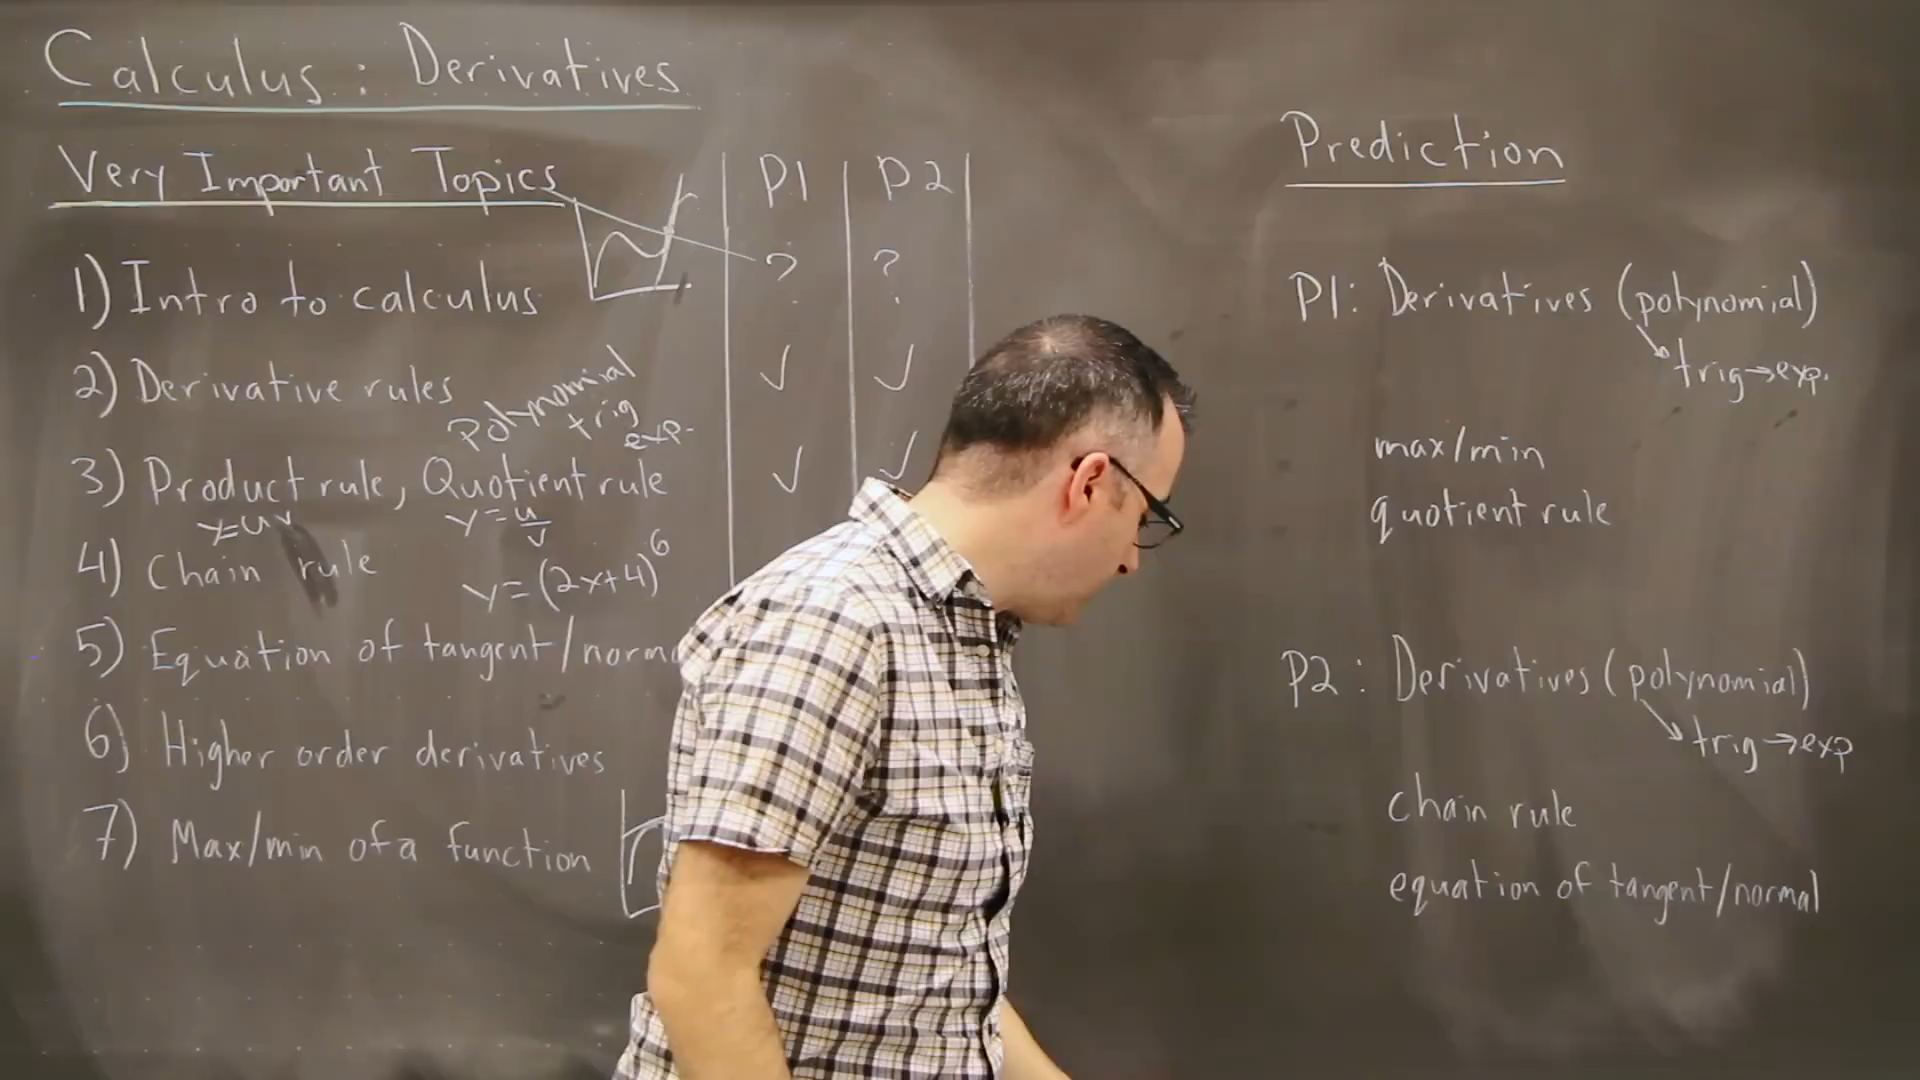 Calculus: Derivatives
Very Important Topics
P1 P2
1) Intro to calculus
? ?
2) Derivative rules
✓ ✓
polynomial
trig
exp.
3) Product rule, Quotient rule
✓ ✓
y=uv y=u/v
4) Chain rule y=(2x+4)^6
5) Equation of tangent/norma
6) Higher order derivatives
7) Max/min of a function
Prediction
P1: Derivatives (polynomial)
trig→exp.
max/min
quotient rule
P2: Derivatives (polynomial)
trig→exp
chain rule
equation of tangent/normal